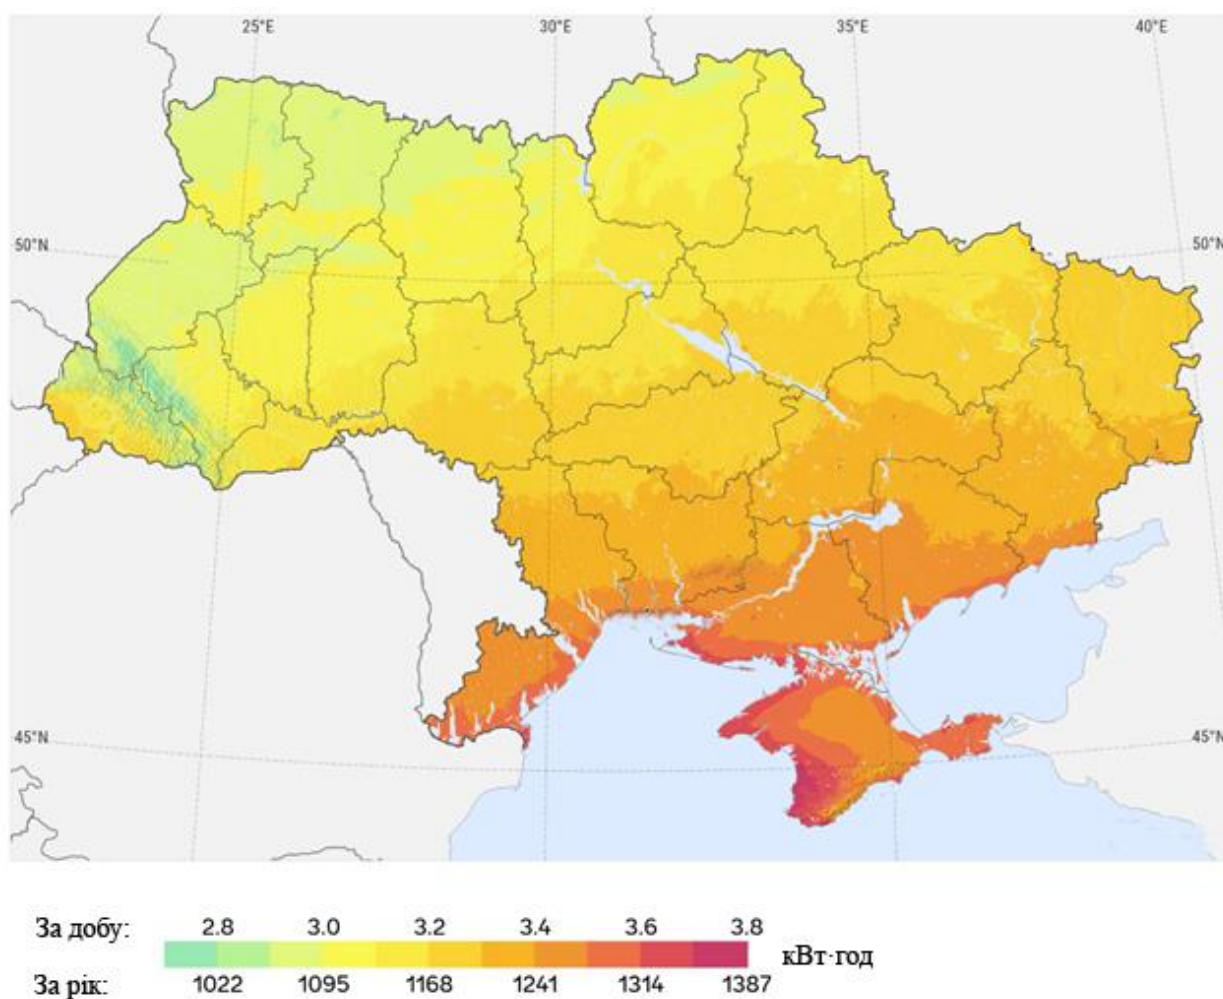 25°E 30°E 35°E 40°E
50°N 50°N
45°N 45°N
За добу: 2.8 3.0 3.2 3.4 3.6 3.8
кВт·год
За рік: 1022 1095 1168 1241 1314 1387